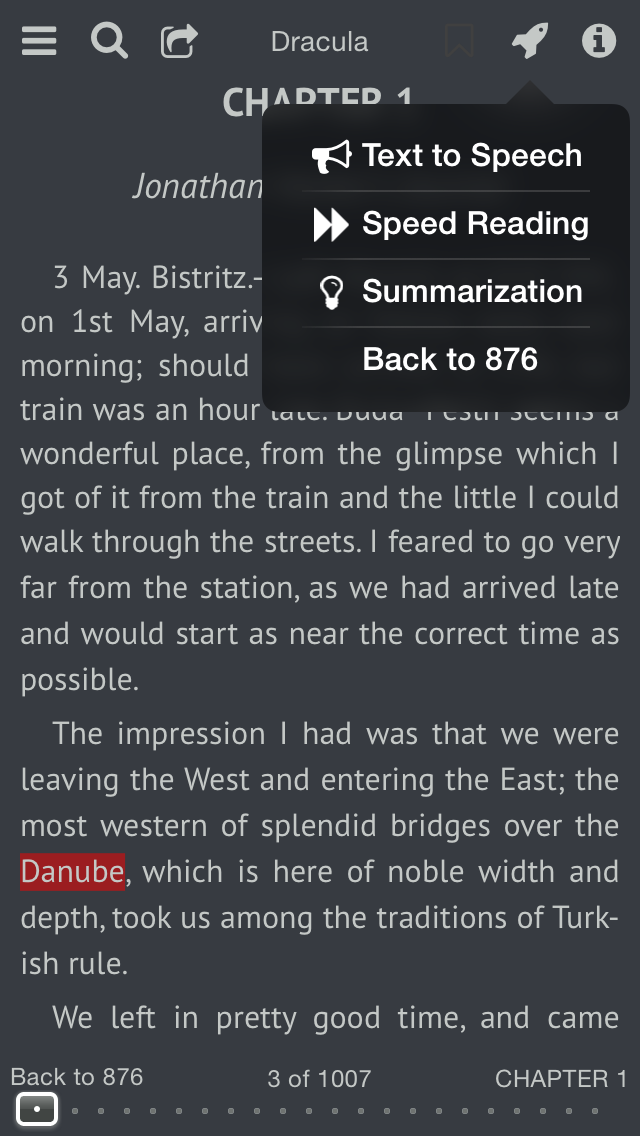 Dracula
CHAPTER 1
Text to Speech
Jonathan
Speed Reading
3 May. Bistritz.-
Summarization
on 1st May, arriv
morning; should
Back to 876
train was an hour late. Buda-Pesth seems a
wonderful place, from the glimpse which I
got of it from the train and the little I could
walk through the streets. I feared to go very
far from the station, as we had arrived late
and would start as near the correct time as
possible.
The impression I had was that we were
leaving the West and entering the East; the
most western of splendid bridges over the
Danube, which is here of noble width and
depth, took us among the traditions of Turk-
ish rule.
We left in pretty good time, and came
Back to 876
3 of 1007
CHAPTER 1